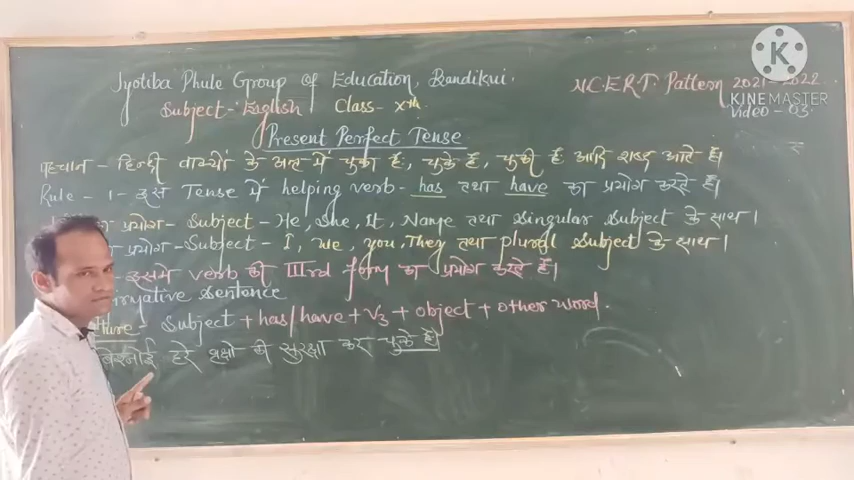 Jyotiba Phule Group of Education, Bandikui.
N.C.E.R.T. Pattern 2021-2022
Subject - English Class - Xth
Video - 03
K
KINEMASTER
Present Perfect Tense
पहचान - हिन्दी वाक्यों के अन्त में चुका है, चुके हैं, चुकी है आदि शब्द आते हैं।
Rule - 1 - इस Tense में helping verb - has तथा have का प्रयोग करते हैं।
प्रयोग - Subject - He, She, It, Name तथा Singular Subject के साथ।
प्रयोग - Subject - I, We, you, They तथा plural Subject के साथ।
इसमे verb की IIIrd form का प्रयोग करते हैं।
Sentence
Subject + has/have + V3 + object + other word.
हरे वृक्षो की सुरक्षा कर चुके हैं।